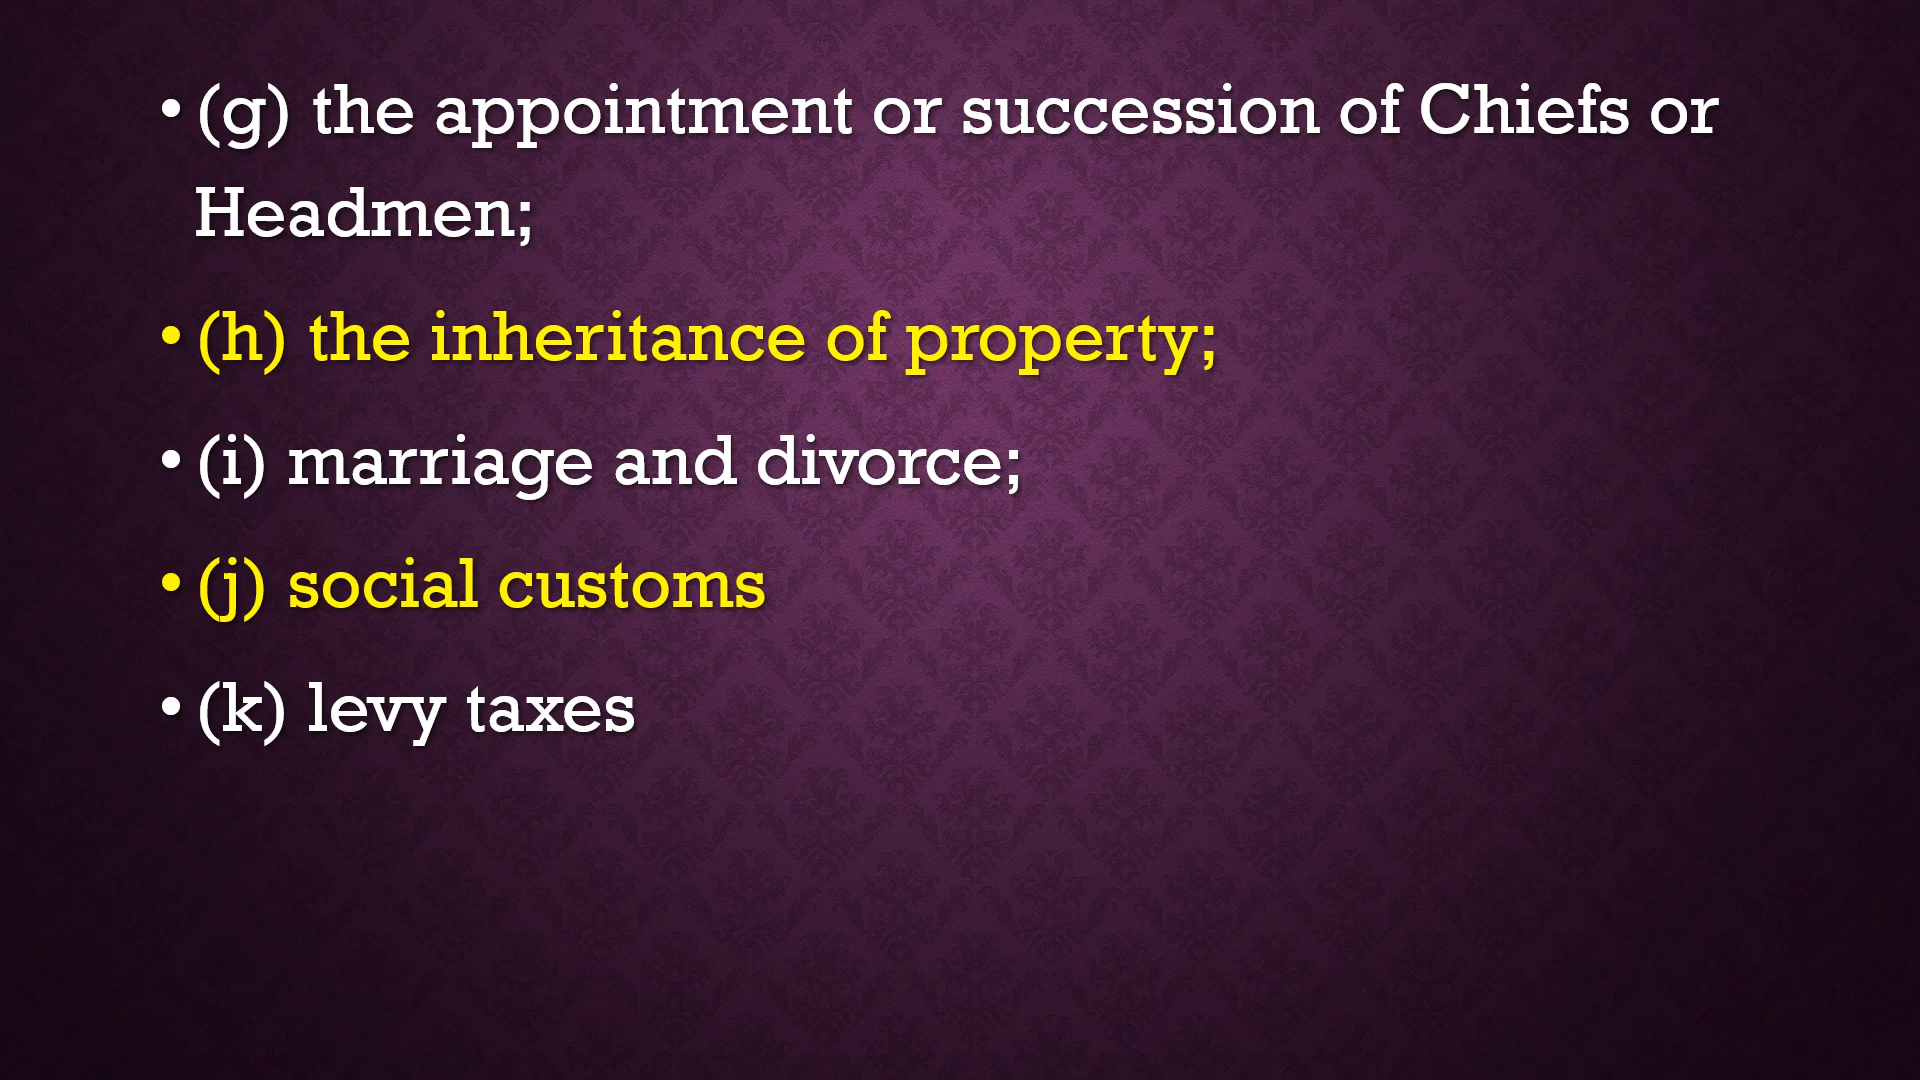 • (g) the appointment or succession of Chiefs or
Headmen;
• (h) the inheritance of property;
• (i) marriage and divorce;
• (j) social customs
• (k) levy taxes